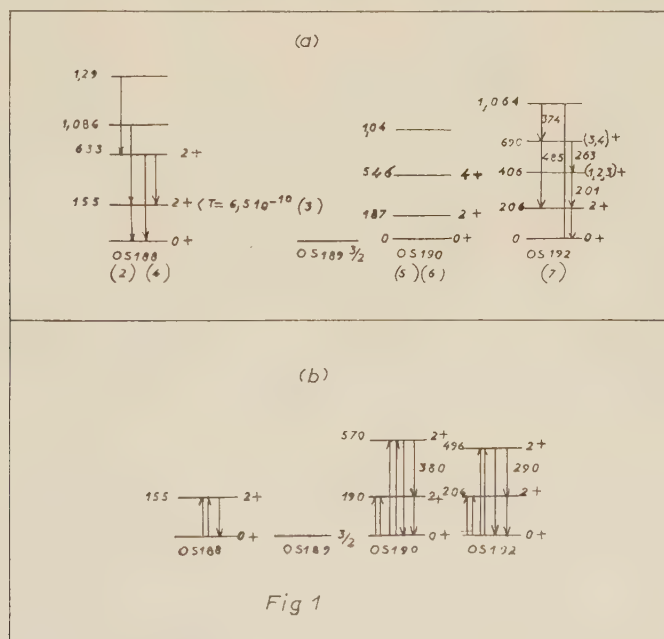 (a)
1,29
1,086
1,064
374
1,04
633 2+
690 (3,4)+
546 4+
485 263
406 (1,2,3)+
201
155 2+ (T= 6,5 10-10 (3)
187 2+
206 2+
0+
0 0+
0 0+
OS188
OS189 3/2
OS190
OS192
(2) (4)
(5)(6)
(7)
(b)
570 2+
496 2+
380
290
155 2+
190 2+
206 2+
0+
3/2
0+
0+
OS188
OS189
OS190
OS192
Fig 1